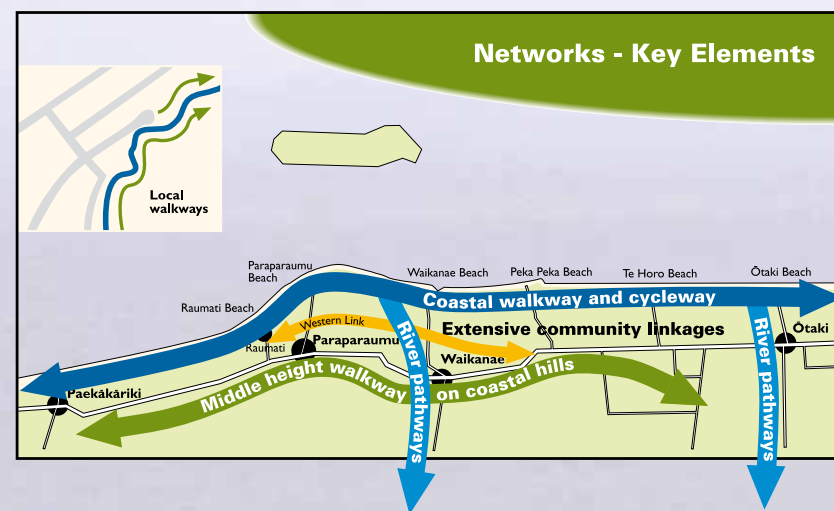 Networks - Key Elements
Local
walkways
Paraparaumu
Beach
Waikanae Beach
Peka Peka Beach
Te Horo Beach
Ōtaki Beach
Raumati Beach
Coastal walkway and cycleway
Western Link
Extensive community linkages
Ōtaki
Raumati
Paraparaumu
River pathways
Waikanae
River pathways
Paekākāriki
Middle height walkway on coastal hills